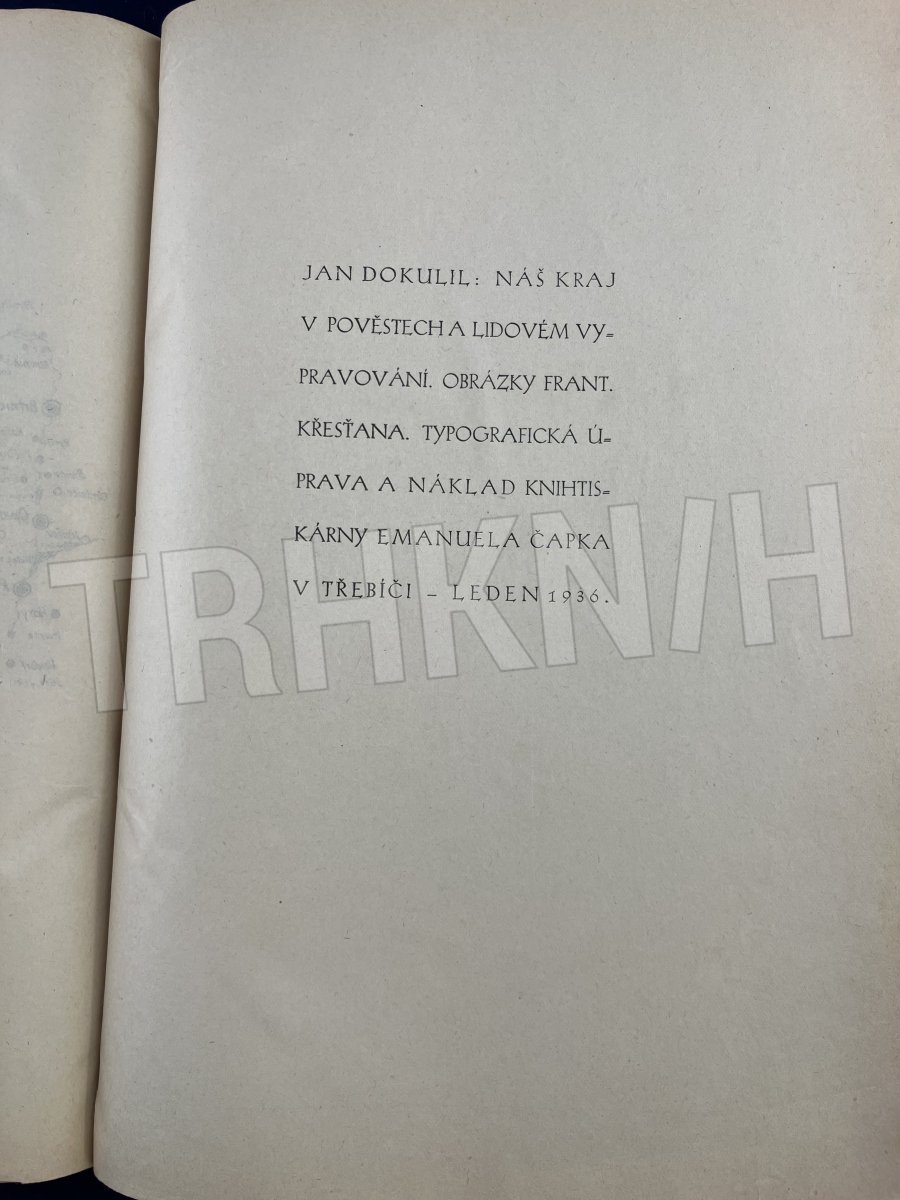 JAN DOKULIL: NÁŠ KRAJ
V POVĚSTECH A LIDOVÉM VY=
PRAVOVÁNÍ. OBRÁZKY FRANT.
KŘESŤANA. TYPOGRAFICKÁ Ú=
PRAVA A NÁKLAD KNIHTIS=
KÁRNY EMANUELA ČAPKA
V TŘEBÍČI – LEDEN 1936.
TRHKN/H